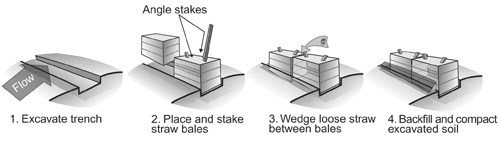 Angle stakes
Flow
1. Excavate trench
2. Place and stake
straw bales
3. Wedge loose straw
between bales
4. Backfill and compact
excavated soil